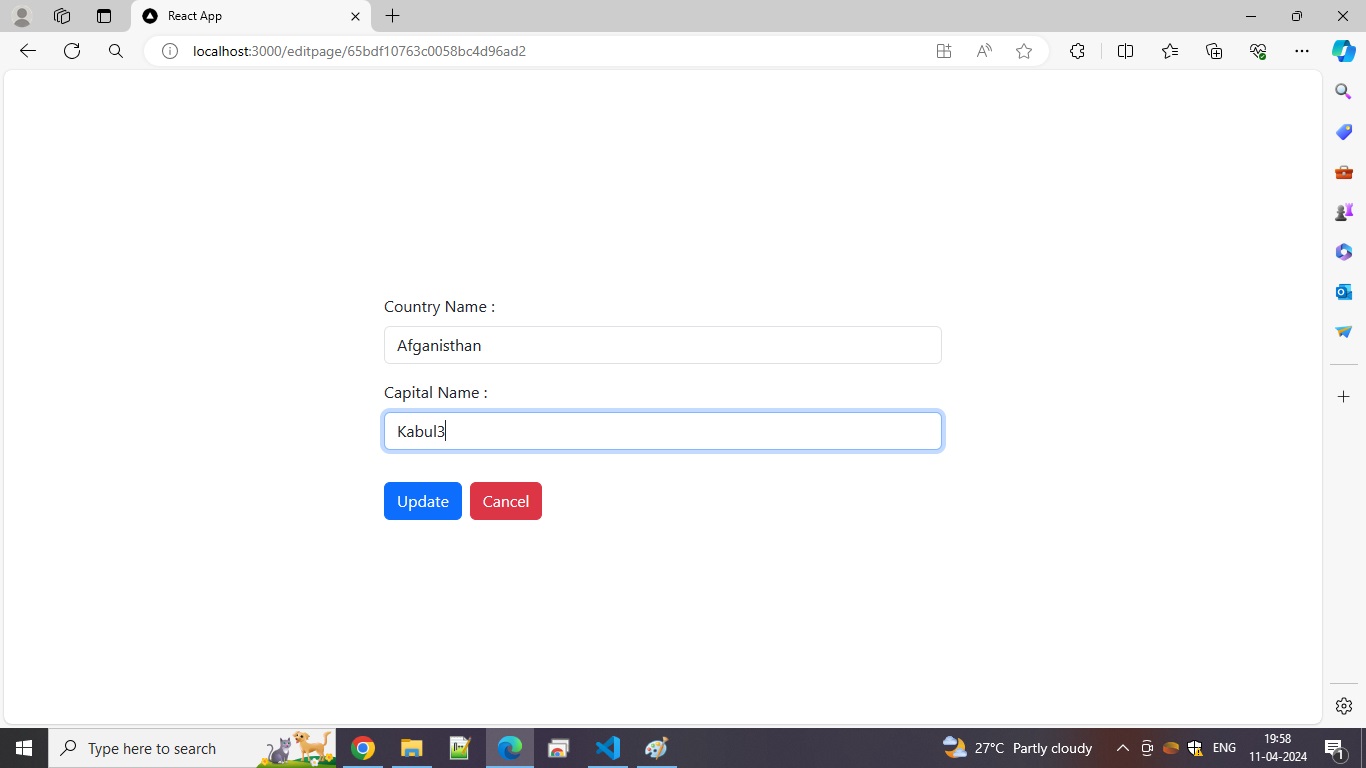 React App
localhost:3000/editpage/65bdf10763c0058bc4d96ad2
Country Name :
Afganisthan
Capital Name :
Kabul3
Update Cancel
Type here to search
27°C Partly cloudy
ENG
19:58
11-04-2024
1